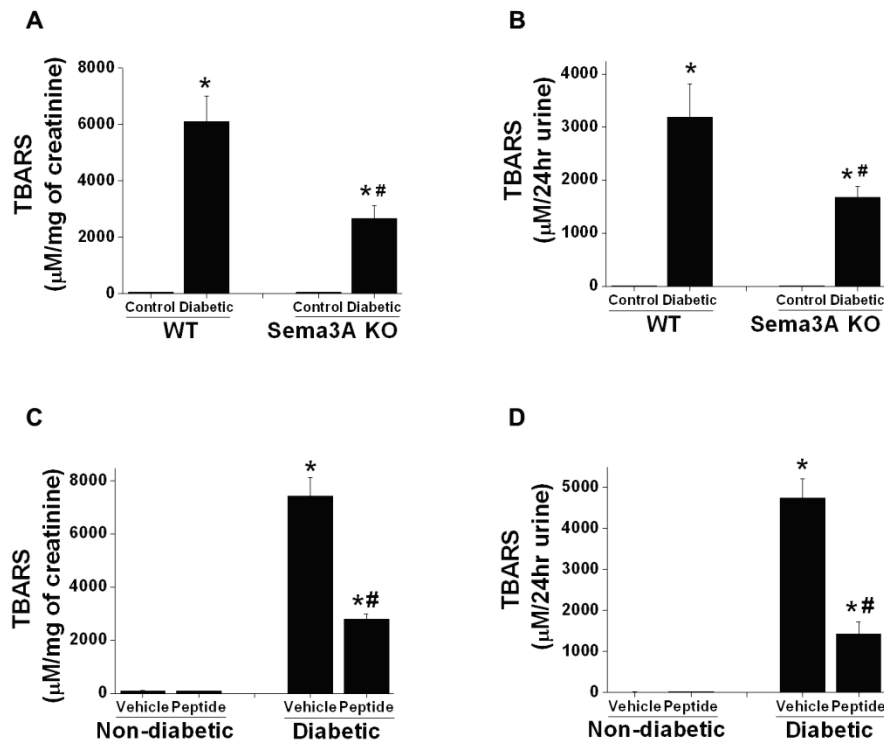 A
TBARS
(μM/mg of creatinine)
8000
6000
4000
2000
0
*
*#
Control Diabetic
Control Diabetic
WT
Sema3A KO
B
TBARS
(μM/24hr urine)
4000
3000
2000
1000
0
*
*#
Control Diabetic
Control Diabetic
WT
Sema3A KO
C
TBARS
(μM/mg of creatinine)
8000
6000
4000
2000
0
*
*#
Vehicle Peptide
Vehicle Peptide
Non-diabetic
Diabetic
D
TBARS
(μM/24hr urine)
5000
4000
3000
2000
1000
0
*
*#
Vehicle Peptide
Vehicle Peptide
Non-diabetic
Diabetic